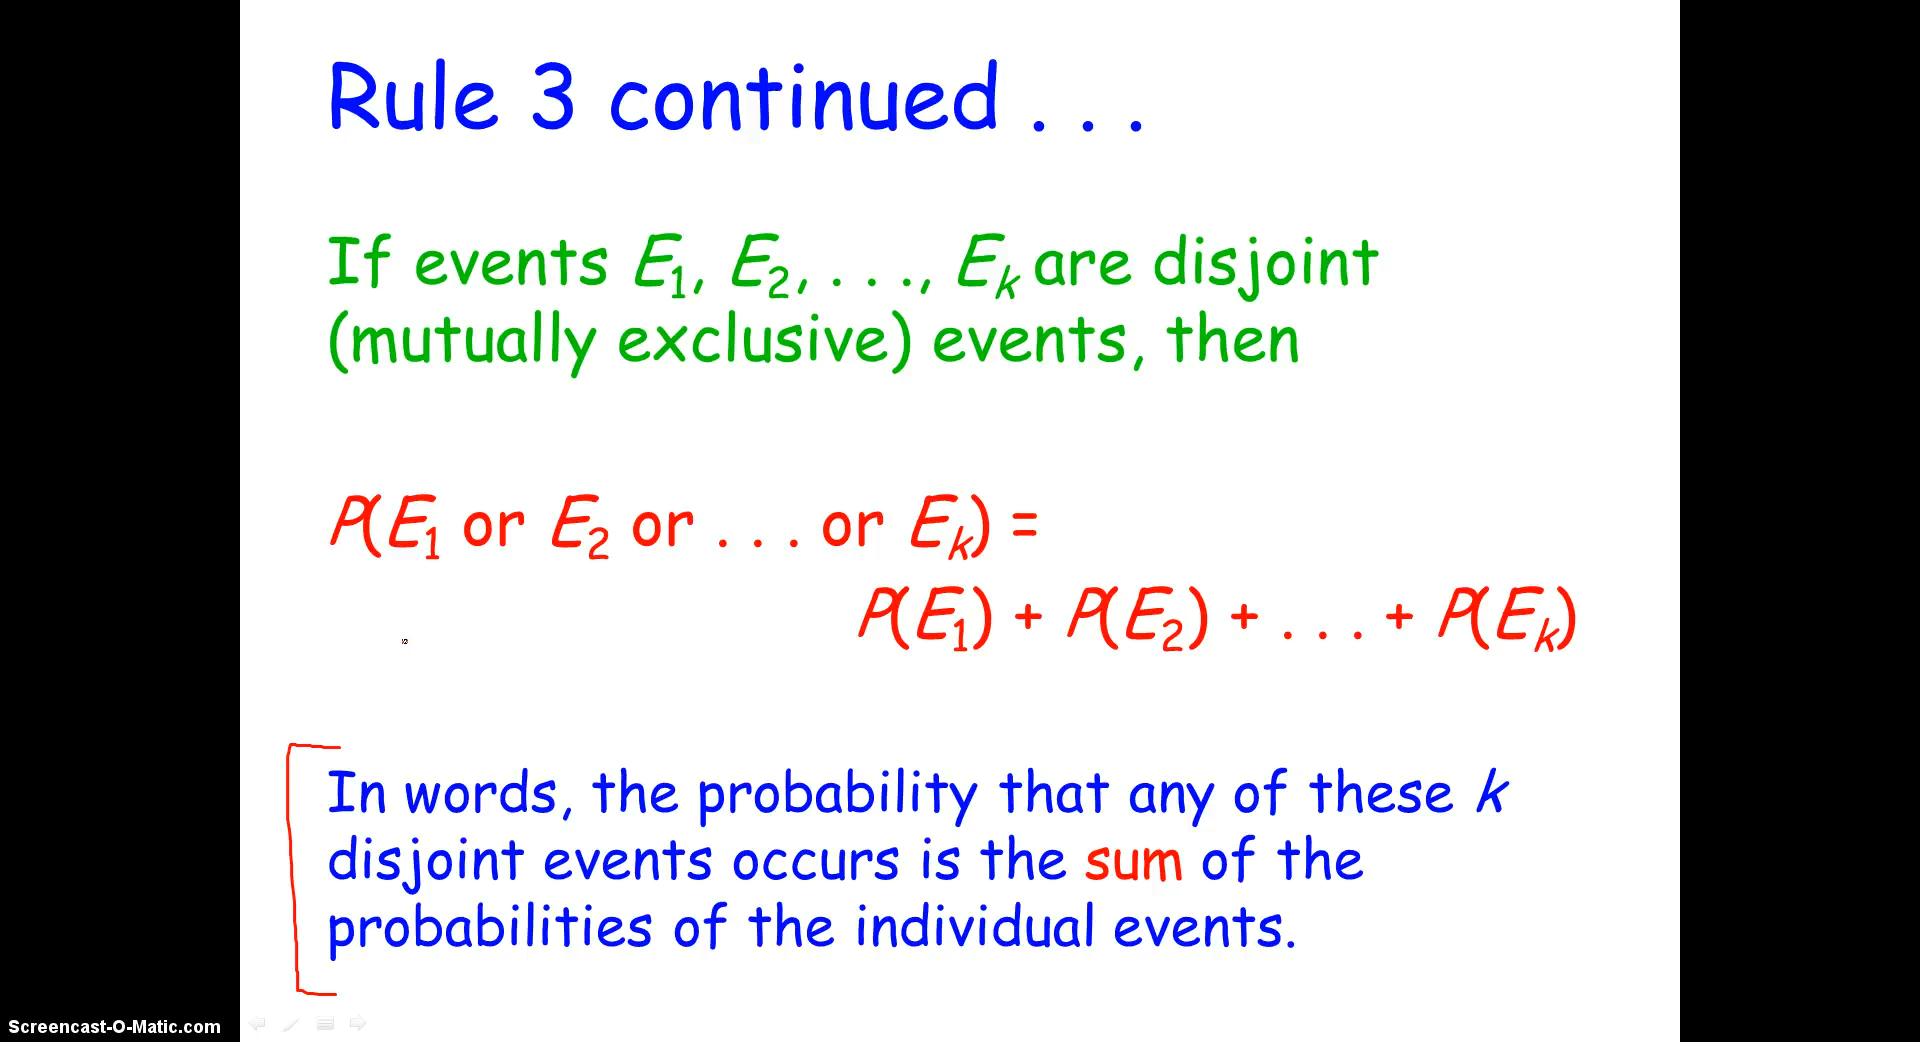 Rule 3 continued . . .
If events E₁, E₂, . . ., Eₖ are disjoint
(mutually exclusive) events, then
P(E₁ or E₂ or . . . or Eₖ) =
P(E₁) + P(E₂) + . . . + P(Eₖ)
In words, the probability that any of these k
disjoint events occurs is the sum of the
probabilities of the individual events.
Screencast-O-Matic.com